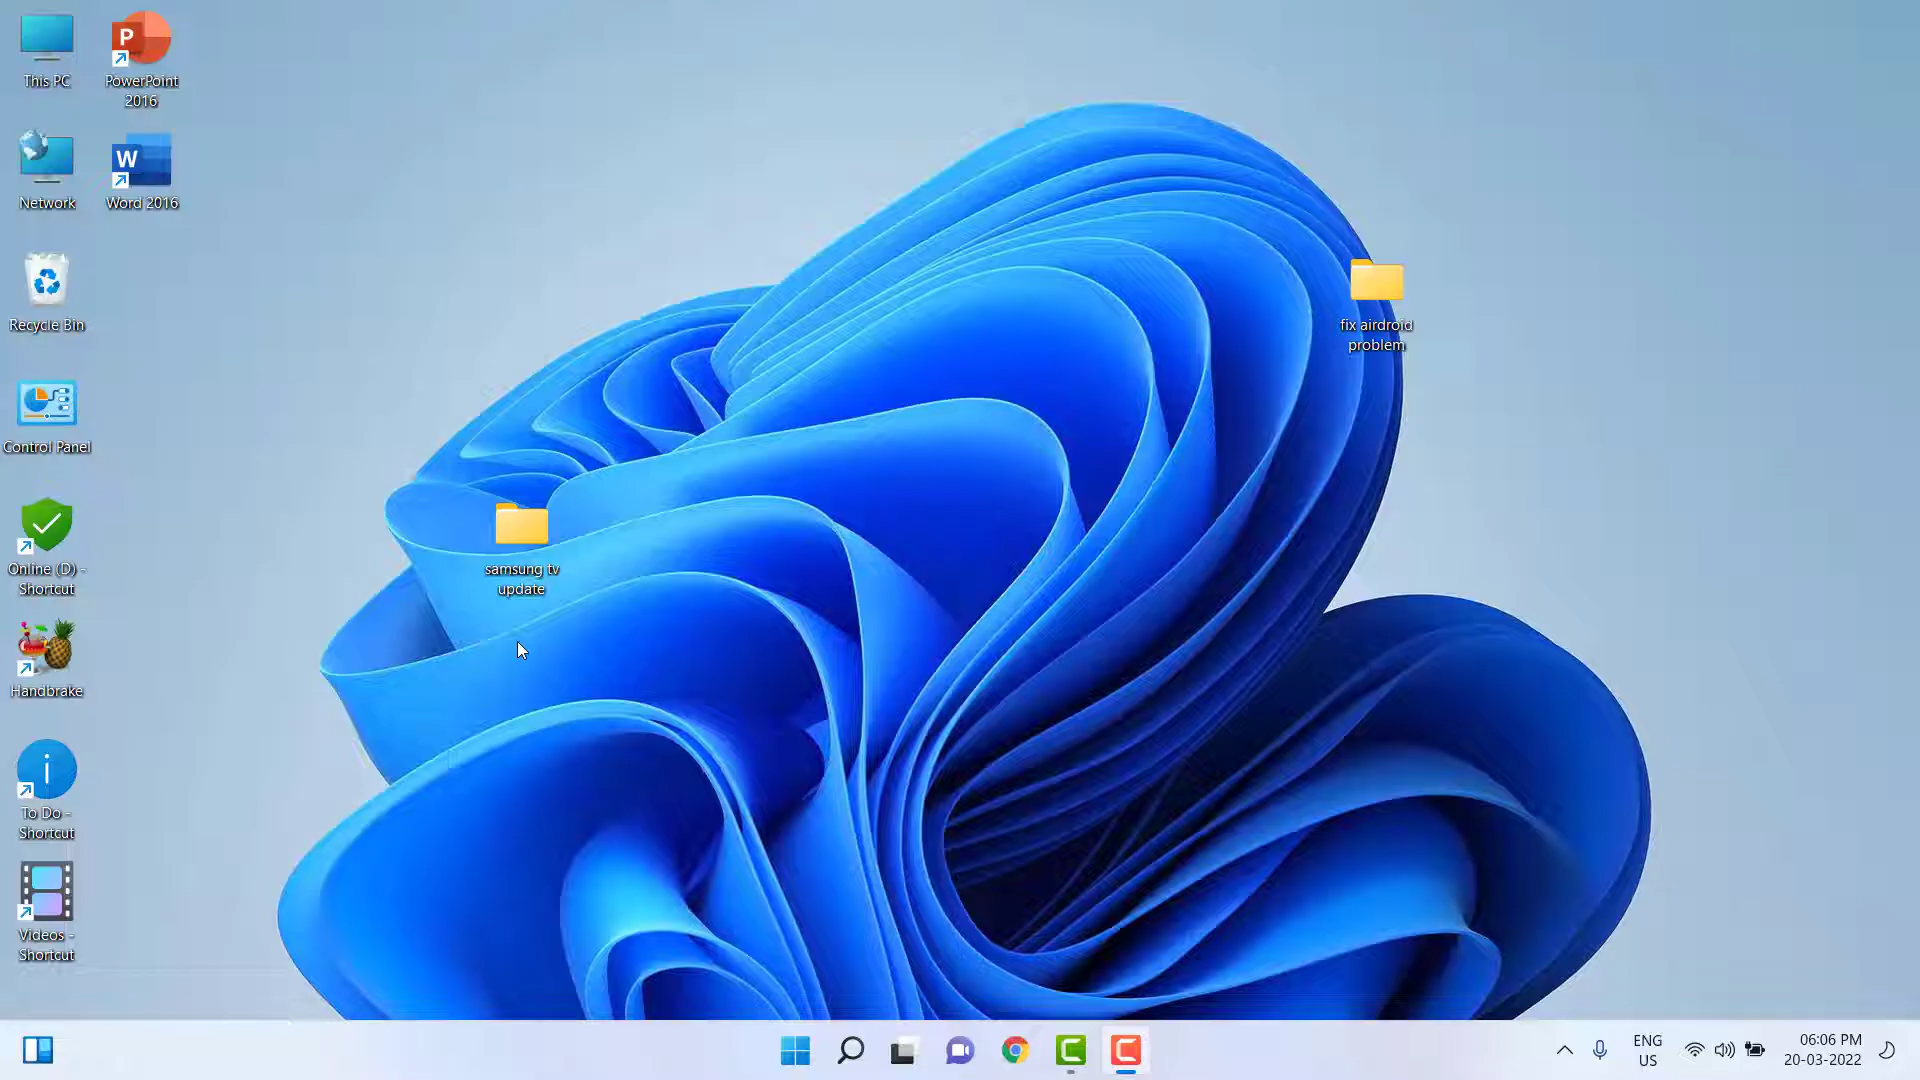 This PC
PowerPoint
2016
Network
Word 2016
Recycle Bin
Control Panel
Online (D) -
Shortcut
Handbrake
To Do -
Shortcut
Videos -
Shortcut
samsung tv
update
fix airdroid
problem
ENG
US
06:06 PM
20-03-2022